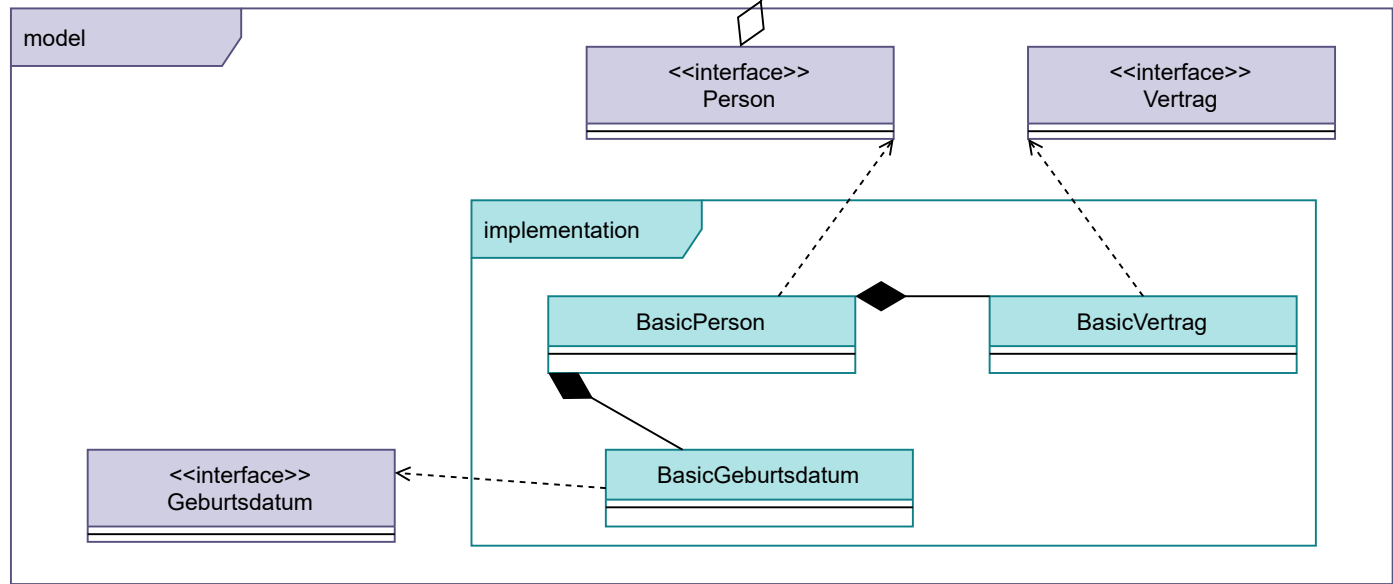 model
<<interface>>
Person
<<interface>>
Vertrag
implementation
BasicPerson
BasicVertrag
<<interface>>
Geburtsdatum
BasicGeburtsdatum